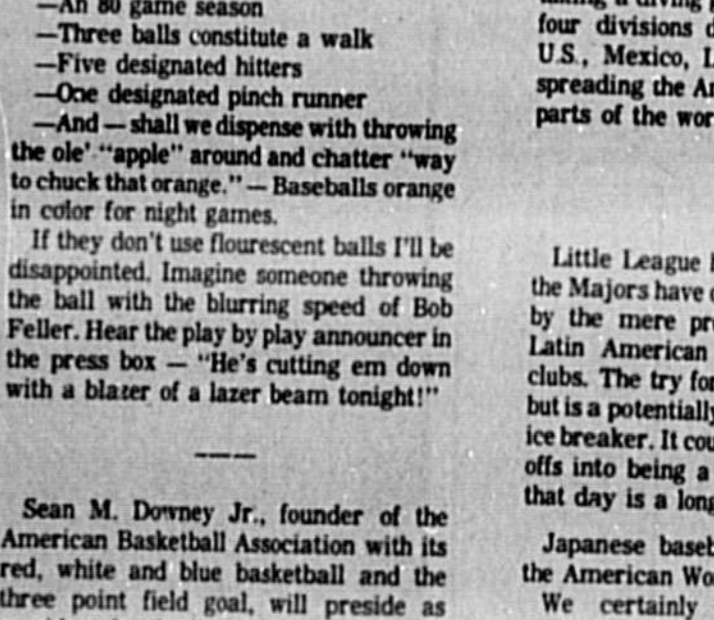 —An 80 game season
—Three balls constitute a walk
—Five designated hitters
—One designated pinch runner
—And — shall we dispense with throwing
the ole' "apple" around and chatter "way
to chuck that orange." — Baseballs orange
in color for night games.
If they don't use flourescent balls I'll be
disappointed. Imagine someone throwing
the ball with the blurring speed of Bob
Feller. Hear the play by play announcer in
the press box — "He's cutting em down
with a blazer of a lazer beam tonight!"
———
Sean M. Downey Jr., founder of the
American Basketball Association with its
red, white and blue basketball and the
three point field goal, will preside as
four divisions
U.S., Mexico,
spreading the
parts of the
Little League
the Majors have
by the mere
Latin American
clubs. The try for
but is a potentially
ice breaker. It
offs into being a
that day is a
Japanese
the American
We certainly